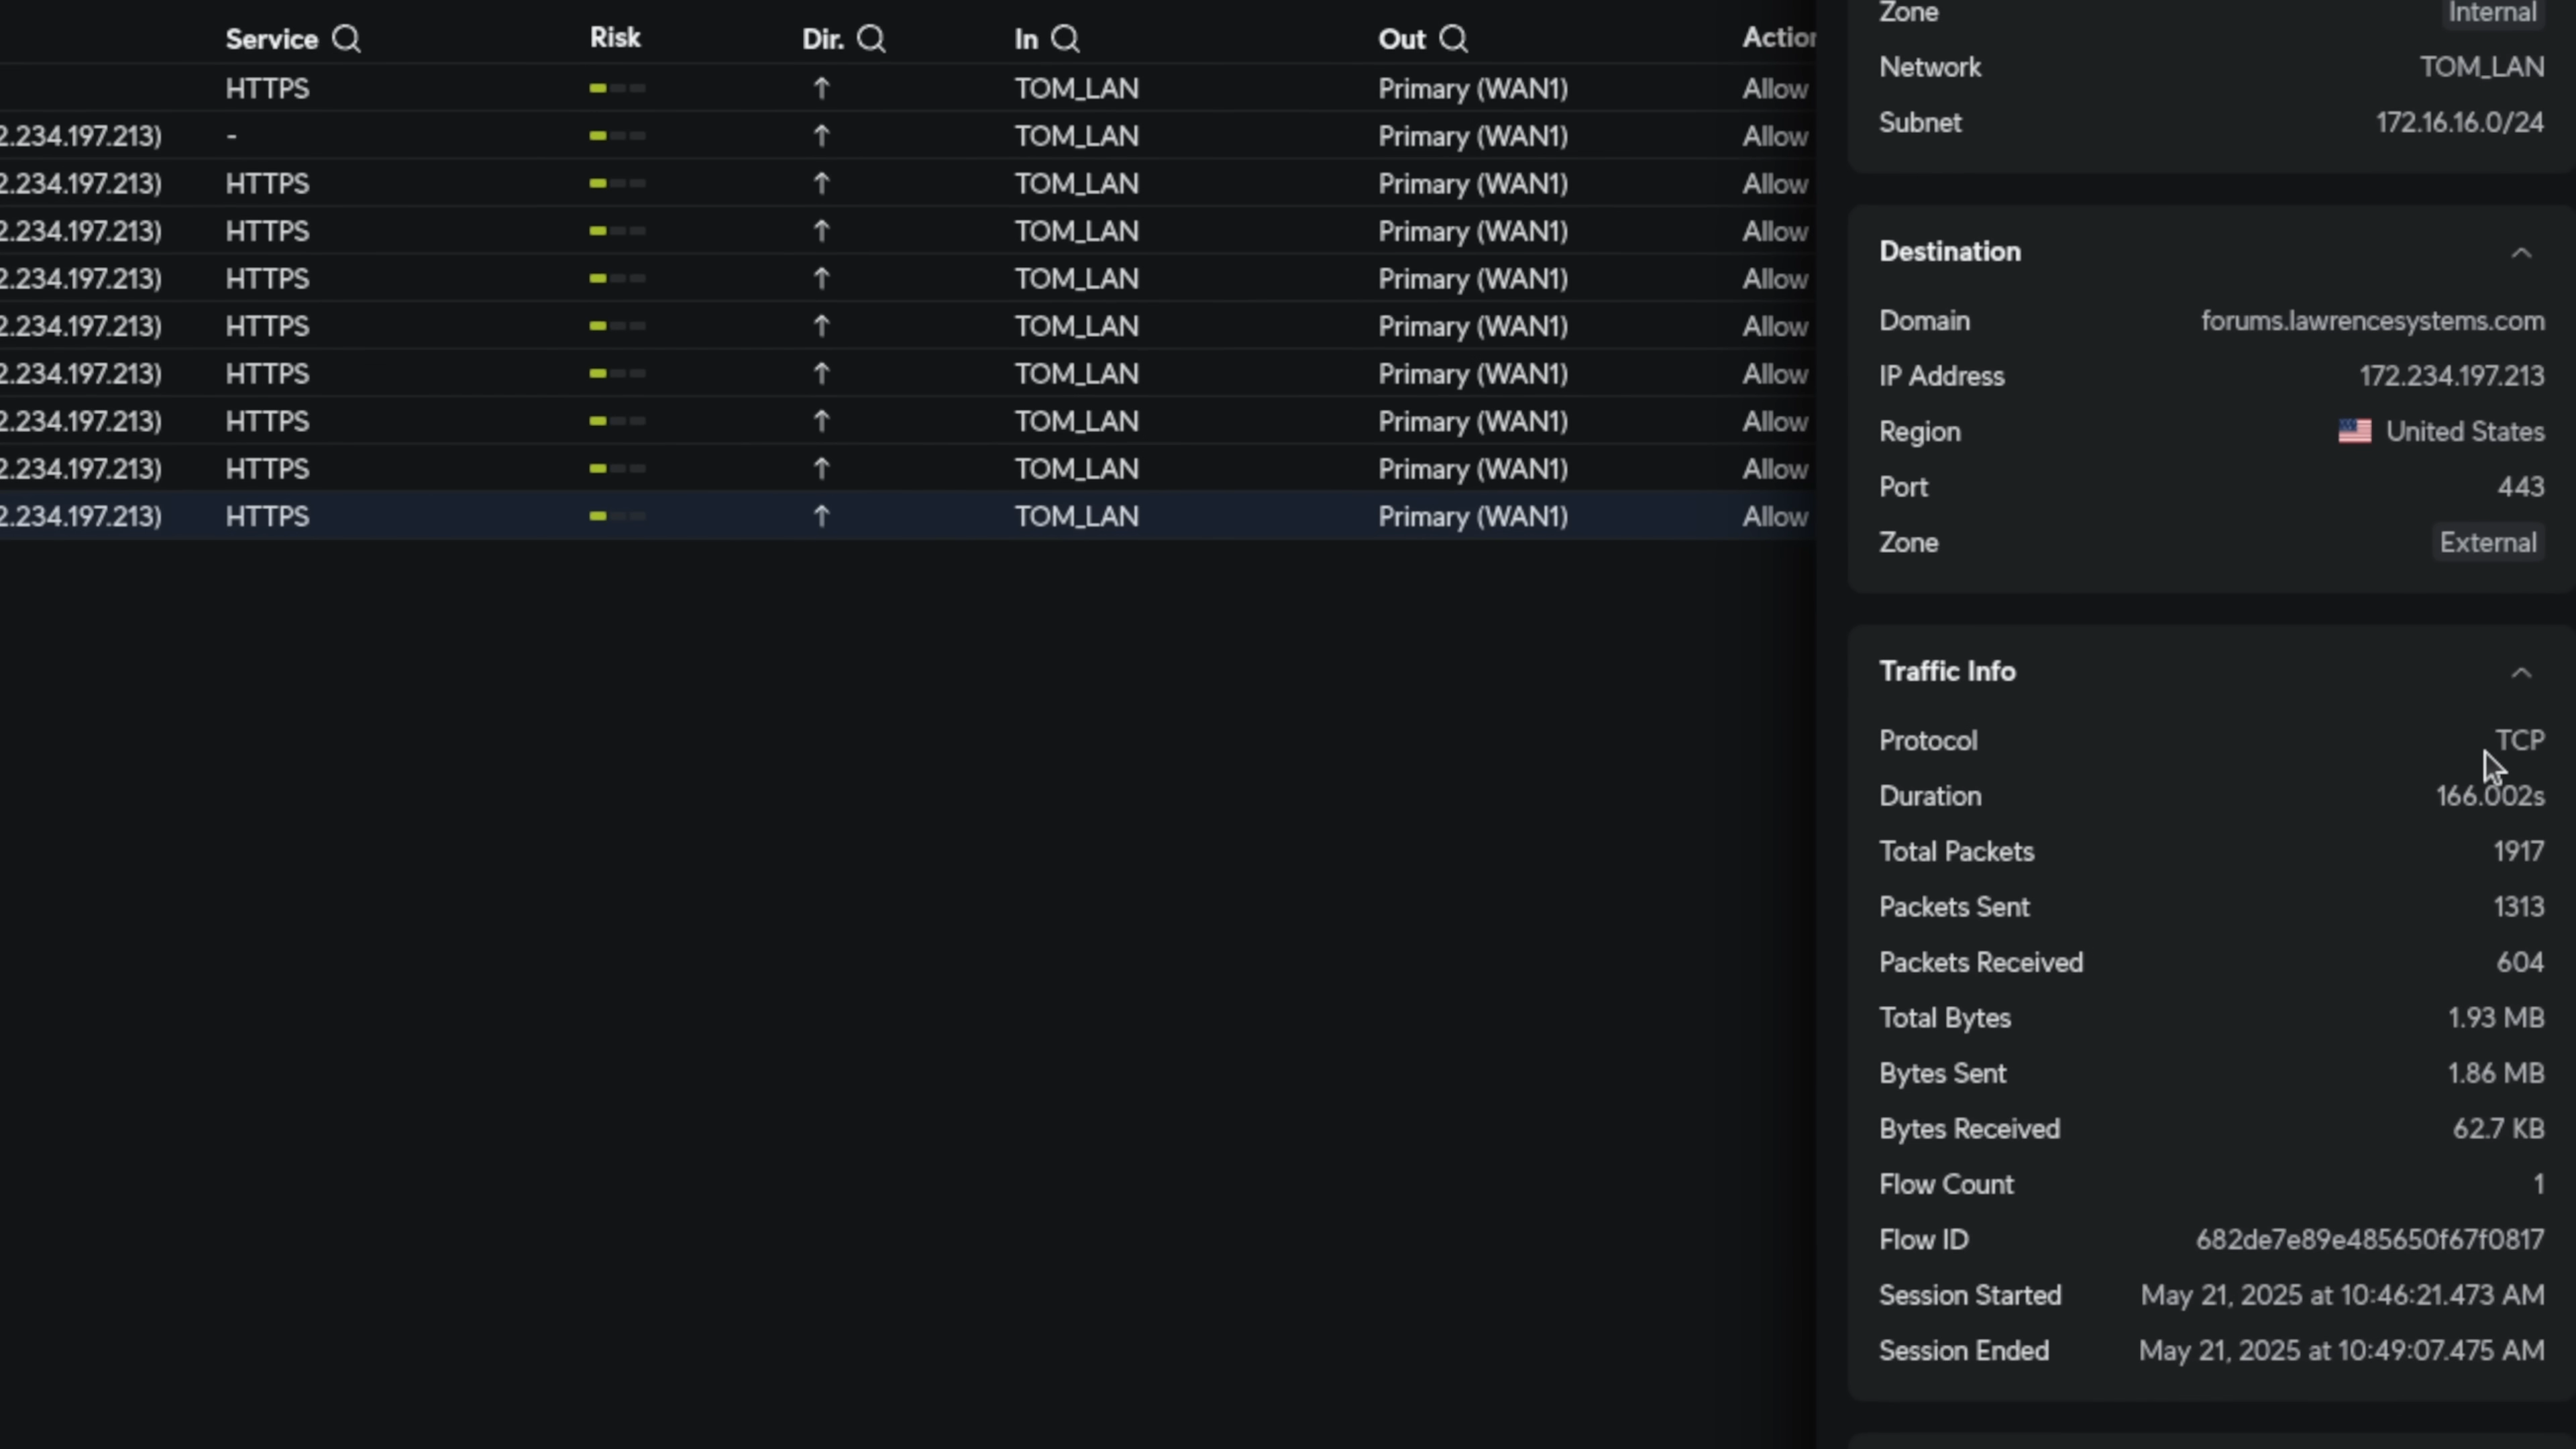 Service Risk Dir. In Out Action
HTTPS TOM_LAN Primary (WAN1) Allow
2.234.197.213) - TOM_LAN Primary (WAN1) Allow
2.234.197.213) HTTPS TOM_LAN Primary (WAN1) Allow
2.234.197.213) HTTPS TOM_LAN Primary (WAN1) Allow
2.234.197.213) HTTPS TOM_LAN Primary (WAN1) Allow
2.234.197.213) HTTPS TOM_LAN Primary (WAN1) Allow
2.234.197.213) HTTPS TOM_LAN Primary (WAN1) Allow
2.234.197.213) HTTPS TOM_LAN Primary (WAN1) Allow
2.234.197.213) HTTPS TOM_LAN Primary (WAN1) Allow
2.234.197.213) HTTPS TOM_LAN Primary (WAN1) Allow
Zone Internal
Network TOM_LAN
Subnet 172.16.16.0/24
Destination
Domain forums.lawrencesystems.com
IP Address 172.234.197.213
Region United States
Port 443
Zone External
Traffic Info
Protocol TCP
Duration 166.002s
Total Packets 1917
Packets Sent 1313
Packets Received 604
Total Bytes 1.93 MB
Bytes Sent 1.86 MB
Bytes Received 62.7 KB
Flow Count 1
Flow ID 682de7e89e485650f67f0817
Session Started May 21, 2025 at 10:46:21.473 AM
Session Ended May 21, 2025 at 10:49:07.475 AM